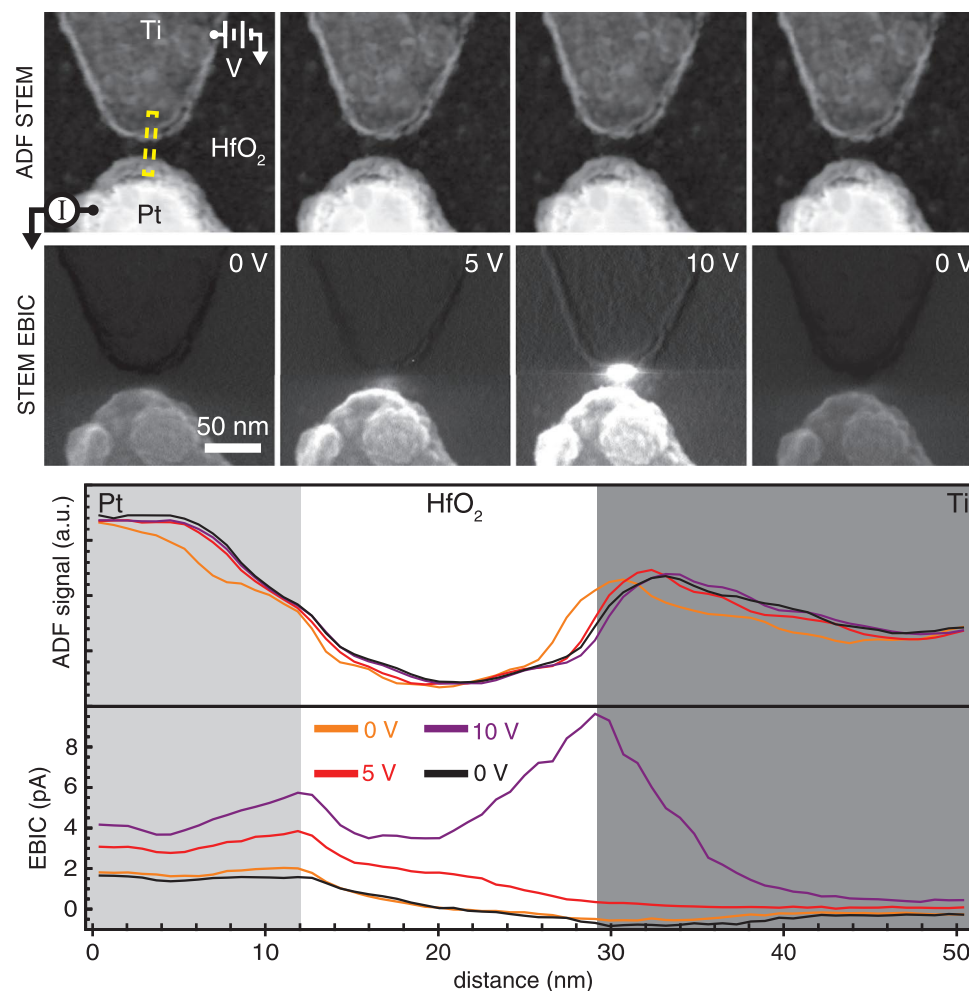 ADF STEM
Ti
V
HfO₂
I
Pt
STEM EBIC
0 V
5 V
10 V
0 V
50 nm
Pt
HfO₂
Ti
ADF signal (a.u.)
0 V
10 V
5 V
0 V
EBIC (pA)
8
6
4
2
0
0
10
20
30
40
50
distance (nm)